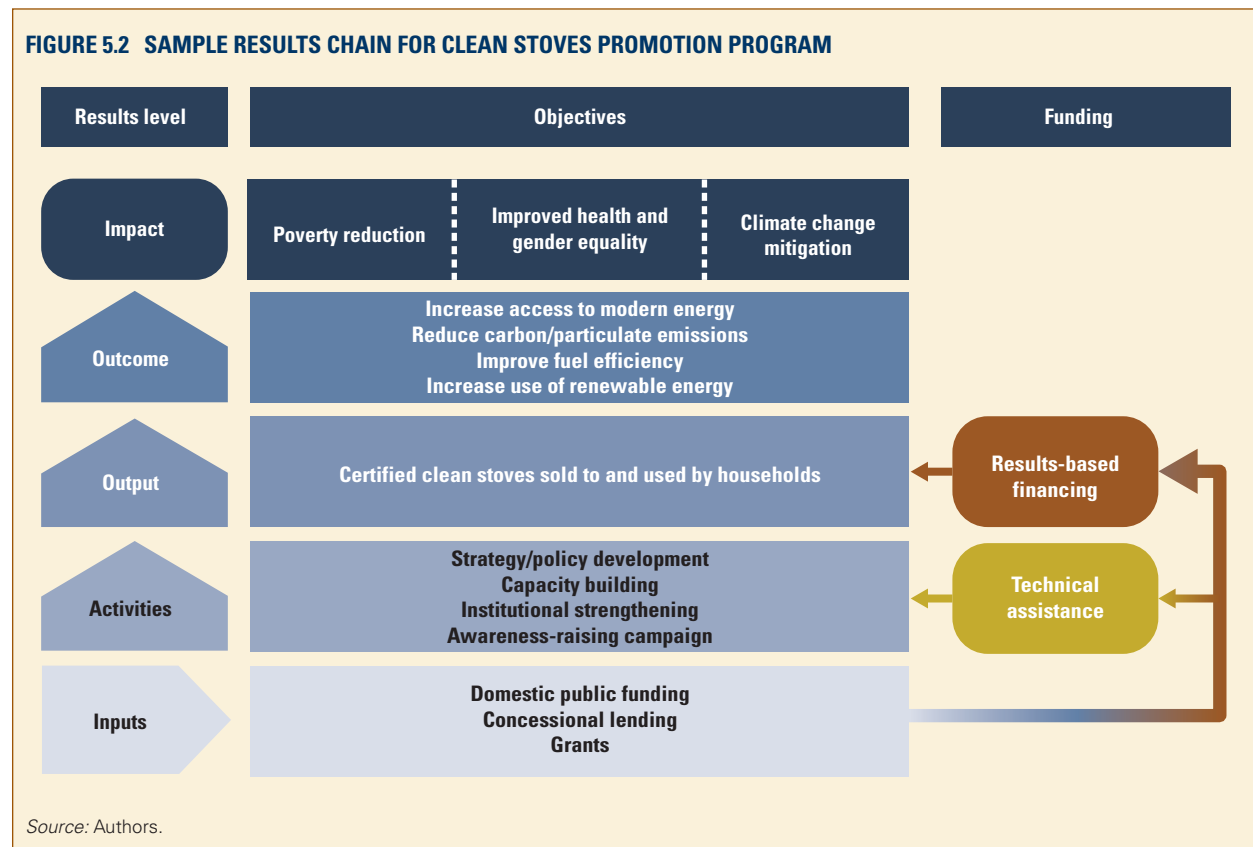 FIGURE 5.2 SAMPLE RESULTS CHAIN FOR CLEAN STOVES PROMOTION PROGRAM
Results level
Objectives
Funding
Impact
Poverty reduction
Improved health and
gender equality
Climate change
mitigation
Outcome
Increase access to modern energy
Reduce carbon/particulate emissions
Improve fuel efficiency
Increase use of renewable energy
Output
Certified clean stoves sold to and used by households
Results-based
financing
Activities
Strategy/policy development
Capacity building
Institutional strengthening
Awareness-raising campaign
Technical
assistance
Inputs
Domestic public funding
Concessional lending
Grants
Source: Authors.